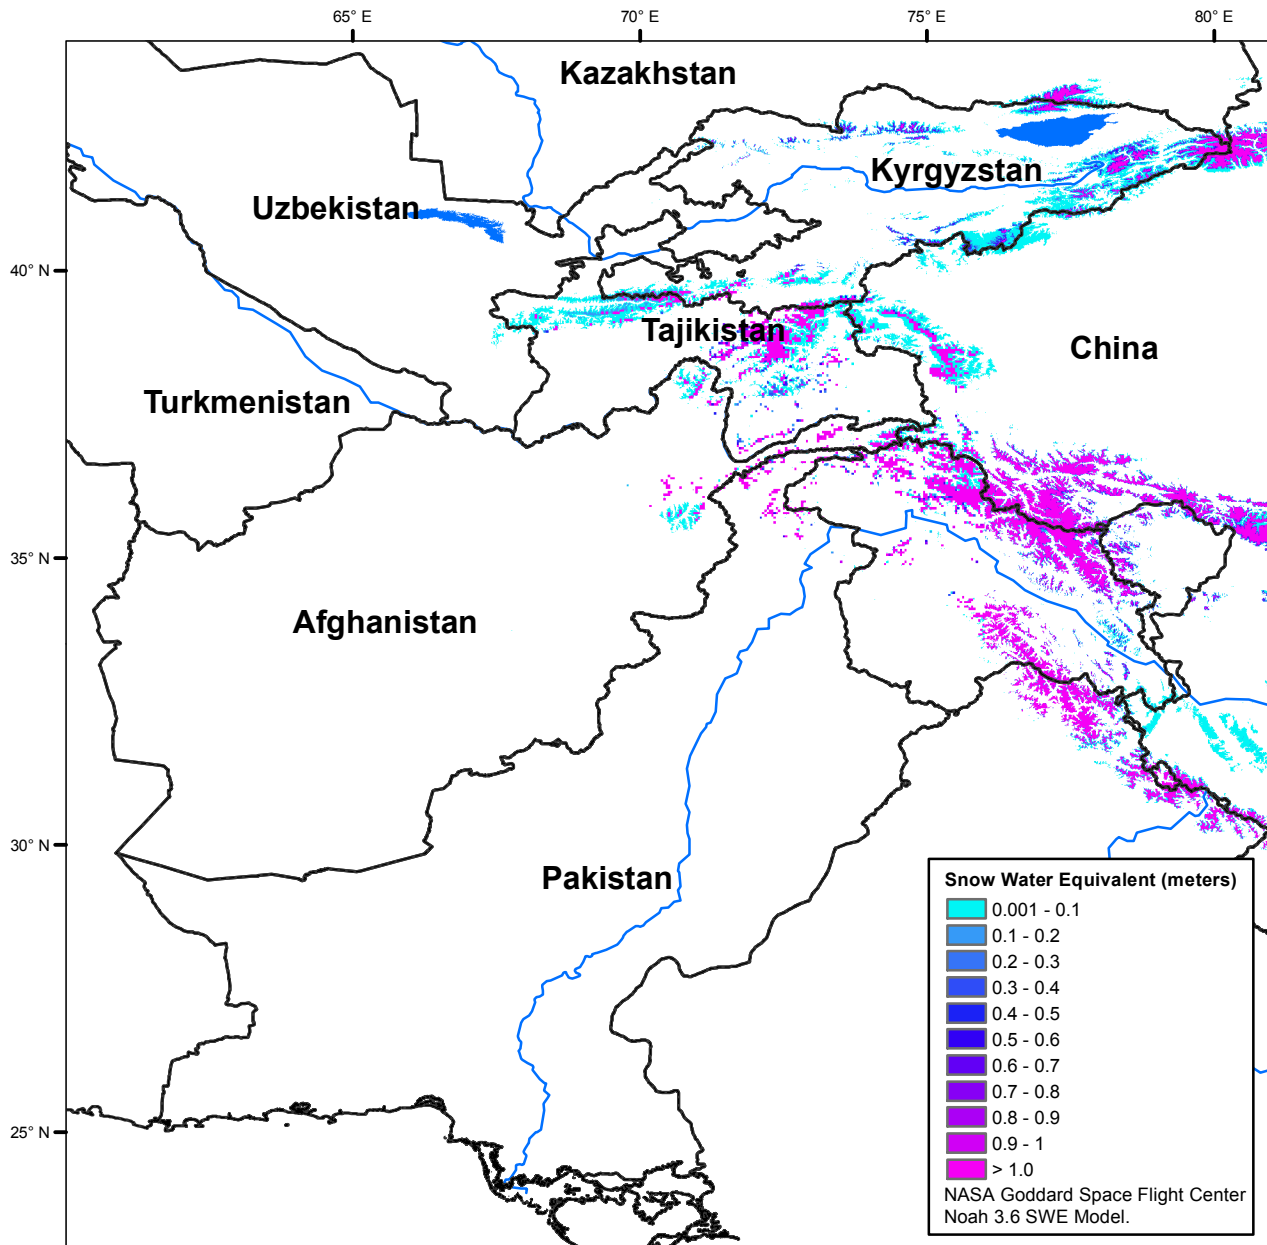 65° E
70° E
75° E
80° E
Kazakhstan
Kyrgyzstan
Uzbekistan
40° N
Tajikistan
China
Turkmenistan
35° N
Afghanistan
30° N
Pakistan
25° N
Snow Water Equivalent (meters)
0.001 - 0.1
0.1 - 0.2
0.2 - 0.3
0.3 - 0.4
0.4 - 0.5
0.5 - 0.6
0.6 - 0.7
0.7 - 0.8
0.8 - 0.9
0.9 - 1
> 1.0
NASA Goddard Space Flight Center
Noah 3.6 SWE Model.